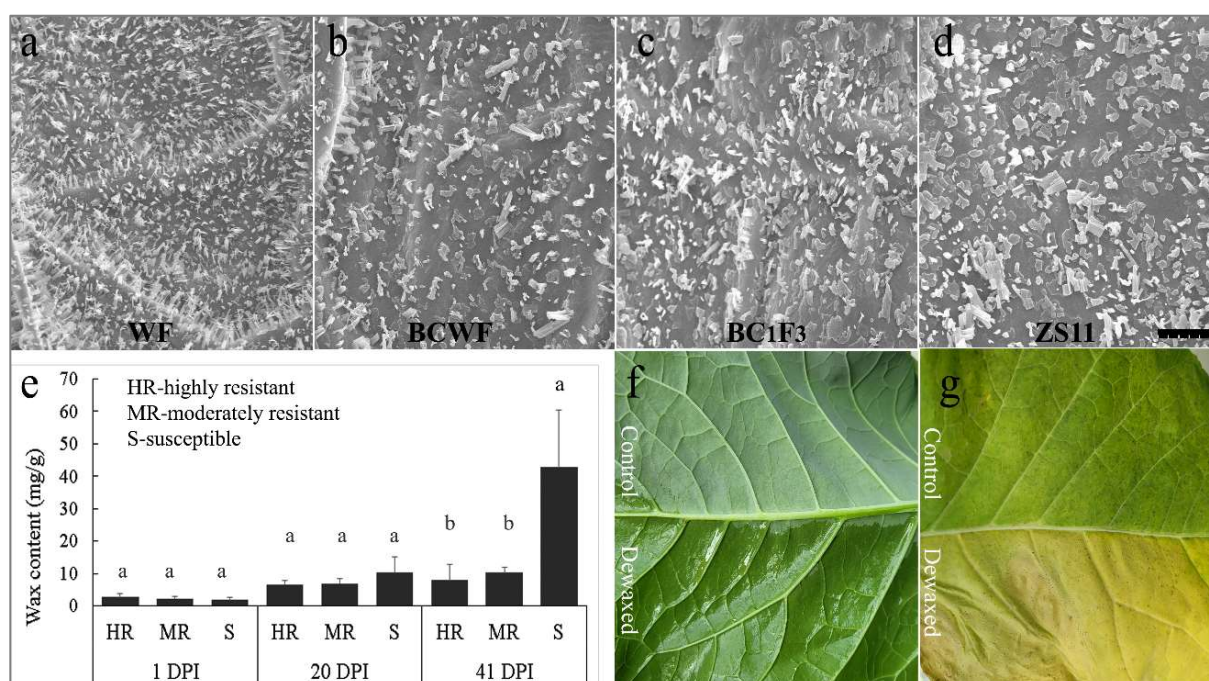 a
b
c
d
WF
BCWF
BC1F3
ZS11
e
70
60
50
40
30
20
10
0
Wax content (mg/g)
HR-highly resistant
MR-moderately resistant
S-susceptible
a
a
a
a
a
a
b
b
a
HR MR S HR MR S HR MR S
1 DPI 20 DPI 41 DPI
f
Control
Dewaxed
g
Control
Dewaxed